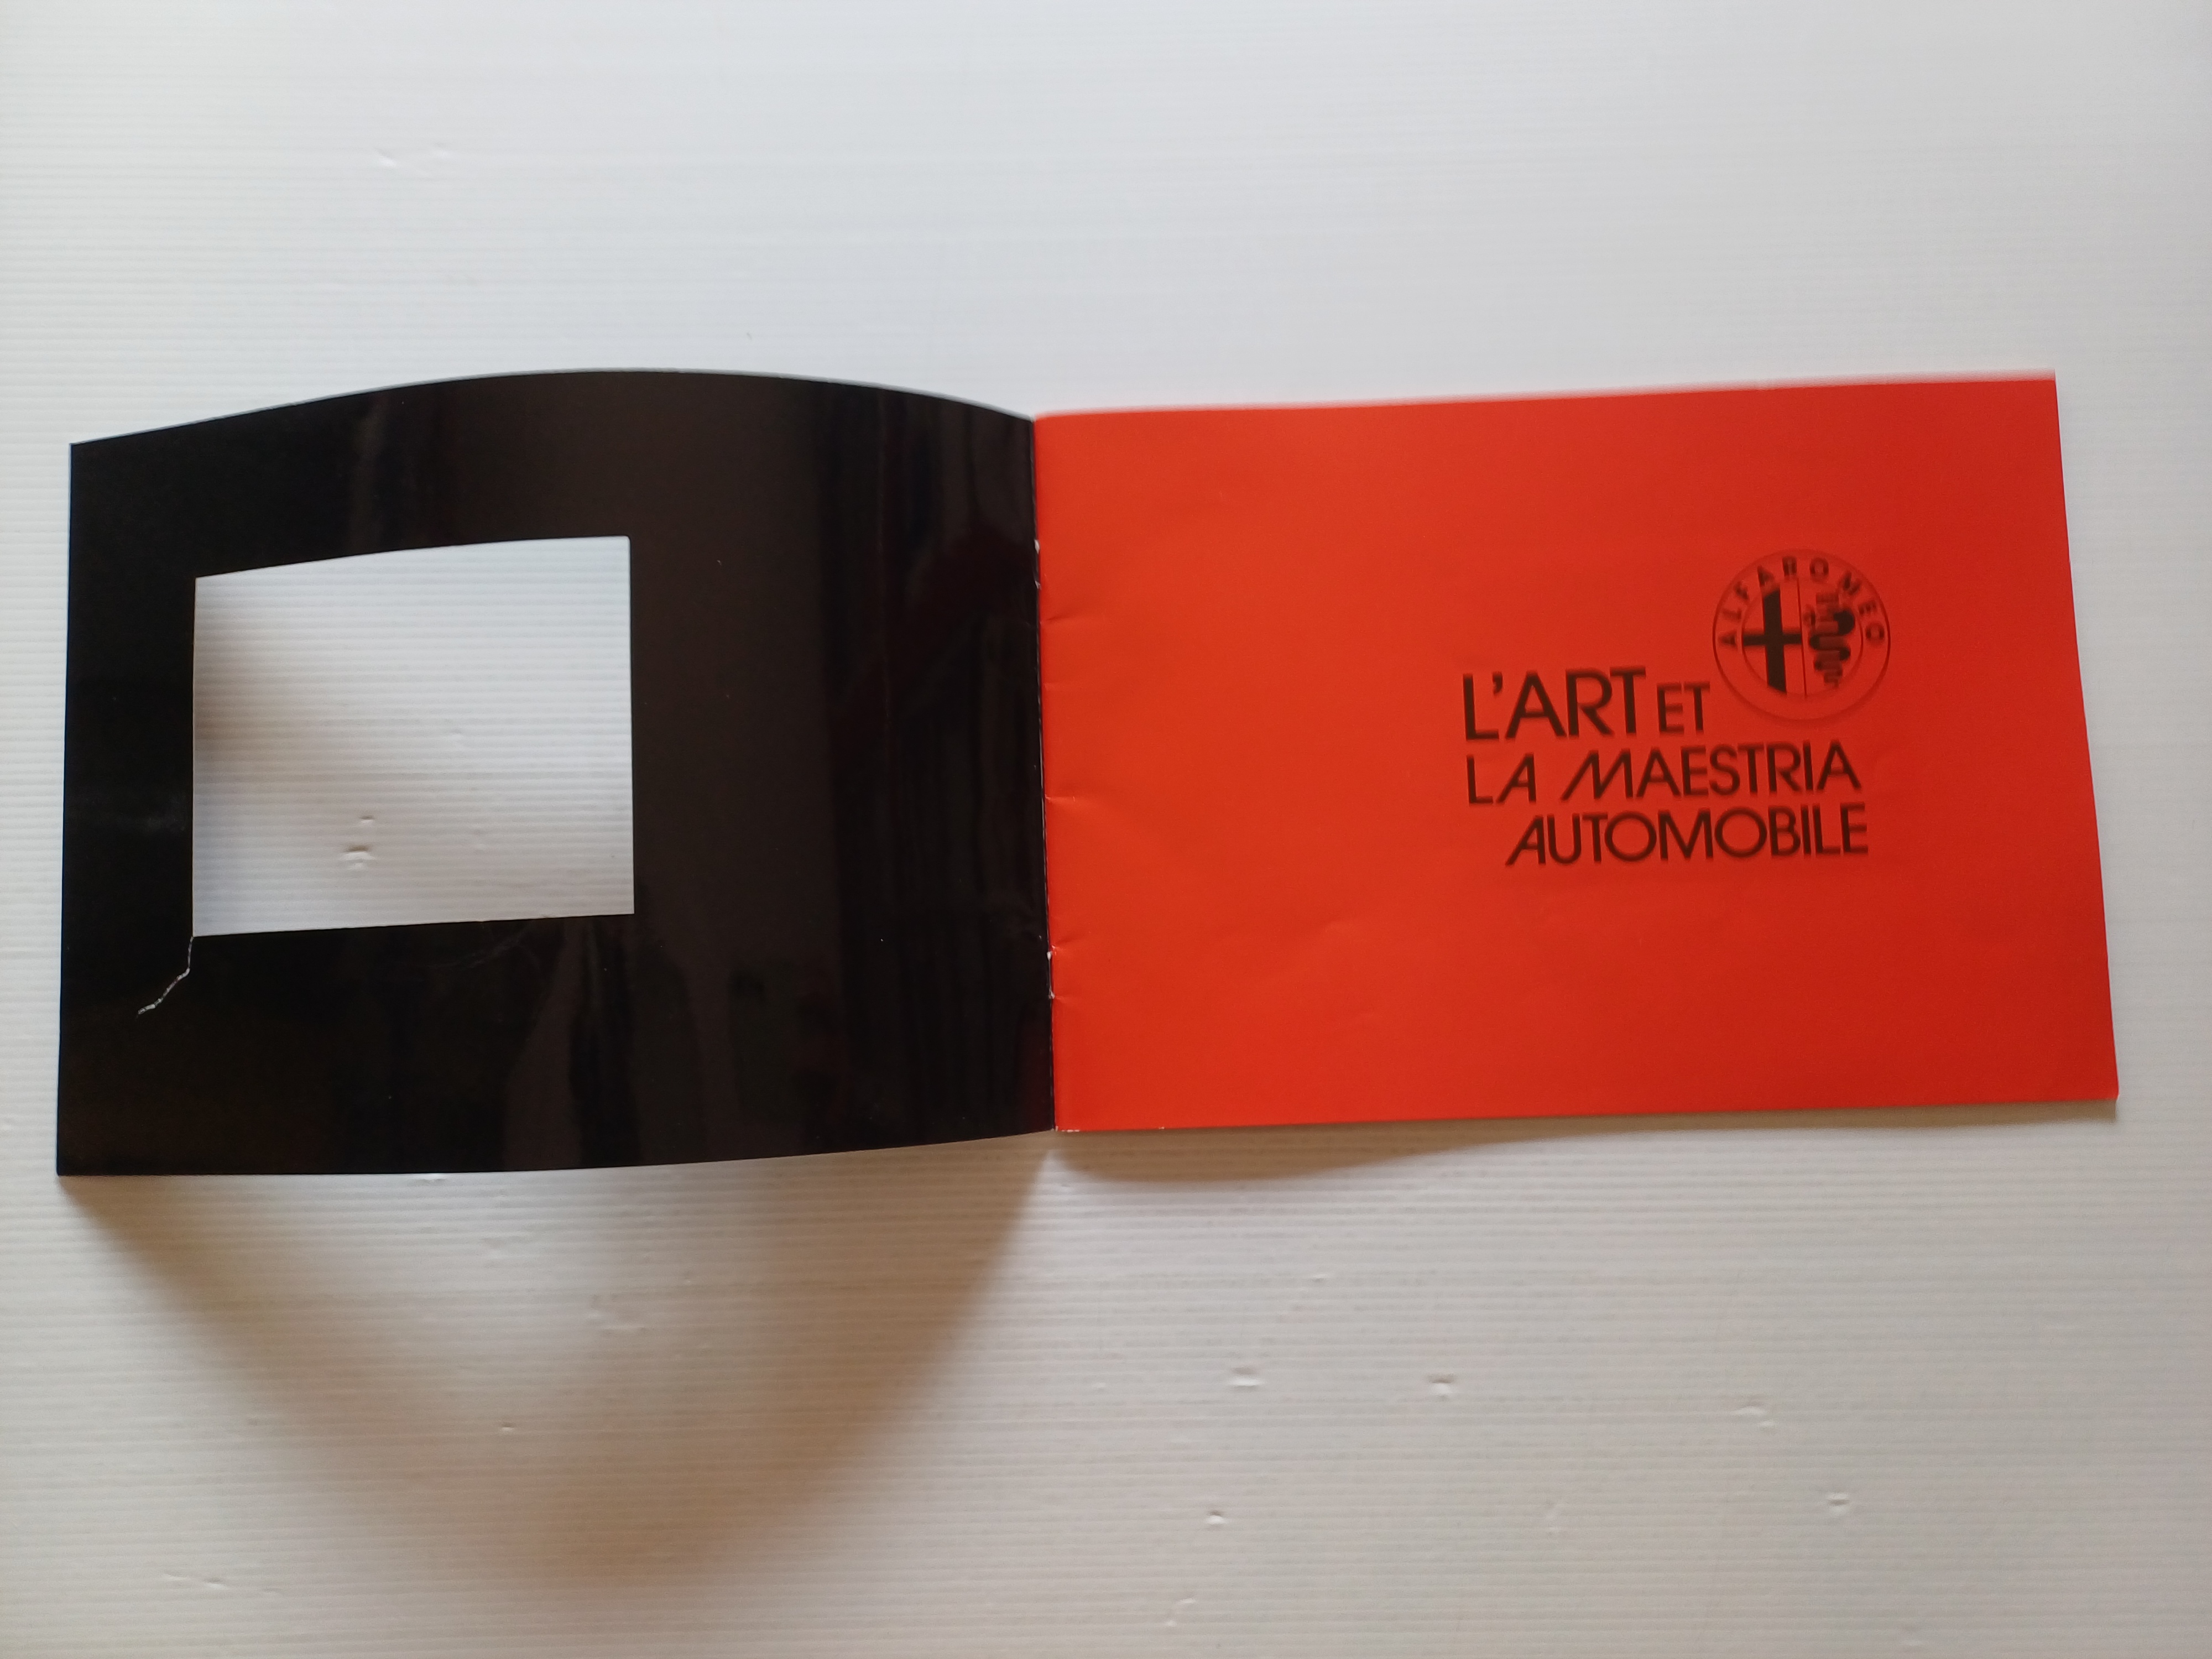 ALFA ROMEO
L'ART ET
LA MAESTRIA
AUTOMOBILE